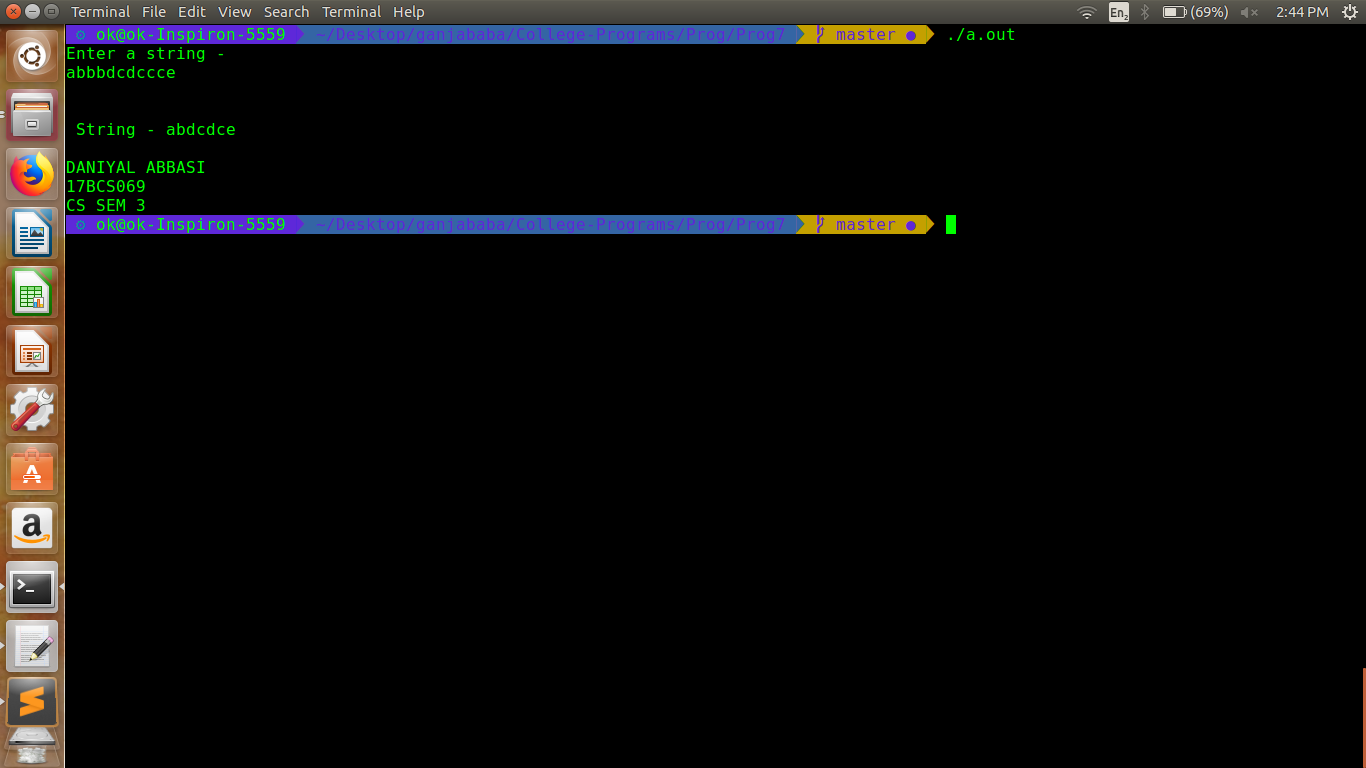 Terminal File Edit View Search Terminal Help En2 (69%) 2:44 PM
ok@ok-Inspiron-5559 ~/Desktop/ganjababa/College-Programs/Prog/Prog7 master ● ./a.out
Enter a string -
abbbdcdccce
String - abdcdce
DANIYAL ABBASI
17BCS069
CS SEM 3
ok@ok-Inspiron-5559 ~/Desktop/ganjababa/College-Programs/Prog/Prog7 master ●